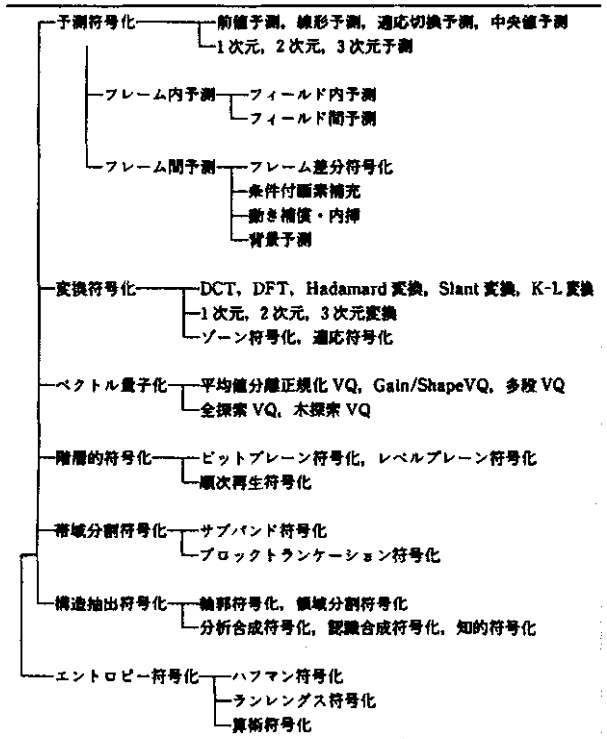 予測符号化 前値予測, 線形予測, 適応切換予測, 中央値予測
1次元, 2次元, 3次元予測
フレーム内予測 フィールド内予測
フィールド間予測
フレーム間予測 フレーム差分符号化
条件付画素補充
動き補償・内挿
背景予測
変換符号化 DCT, DFT, Hadamard 変換, Slant 変換, K-L 変換
1次元, 2次元, 3次元変換
ゾーン符号化, 適応符号化
ベクトル量子化 平均値分離正規化 VQ, Gain/ShapeVQ, 多段 VQ
全探索 VQ, 木探索 VQ
階層的符号化 ビットプレーン符号化, レベルプレーン符号化
順次再生符号化
帯域分割符号化 サブバンド符号化
ブロックトランケーション符号化
構造抽出符号化 輪郭符号化, 領域分割符号化
分析合成符号化, 認識合成符号化, 知的符号化
エントロピー符号化 ハフマン符号化
ランレングス符号化
算術符号化